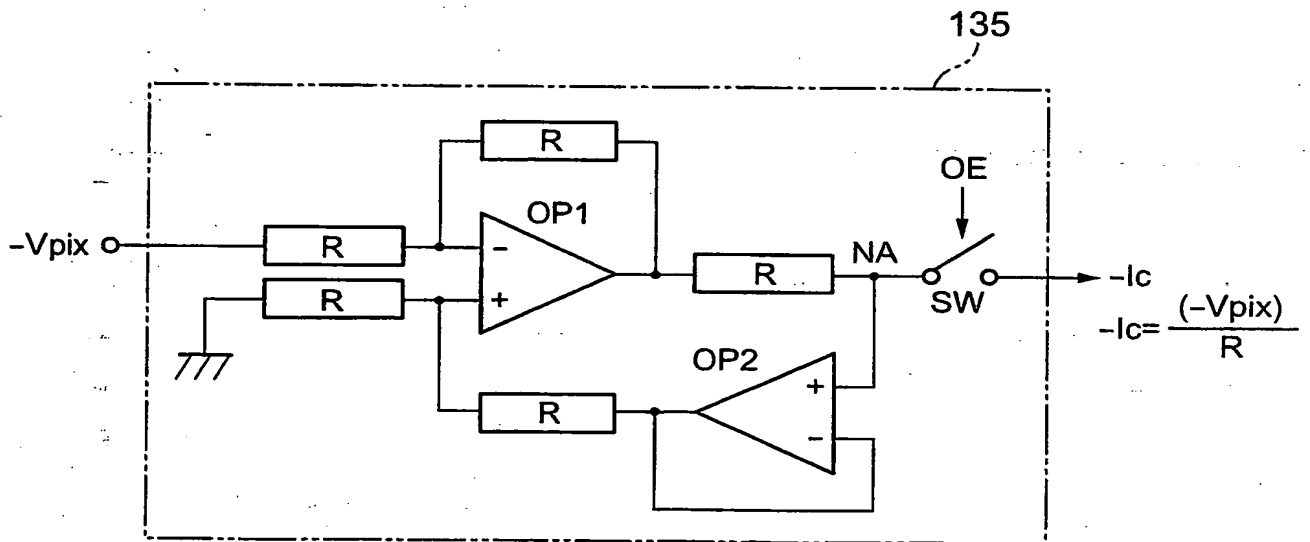 135
R
OE
OP1
-Vpix
R
-
R
+
R
NA
SW
-Ic
-Ic= (-Vpix)
R
OP2
+
R
-